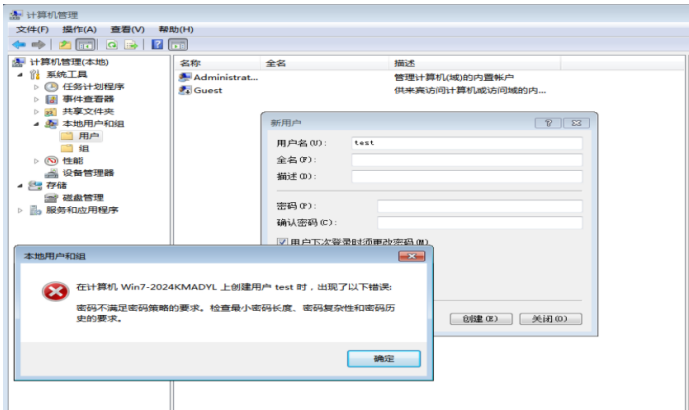 计算机管理
文件(F) 操作(A) 查看(V) 帮助(H)
计算机管理(本地)
系统工具
任务计划程序
事件查看器
共享文件夹
本地用户和组
用户
组
性能
设备管理器
存储
磁盘管理
服务和应用程序
名称 全名 描述
Administrat... 管理计算机(域)的内置帐户
Guest 供来宾访问计算机或访问域的内...
新用户
用户名(U): test
全名(F):
描述(D):
密码(P):
确认密码(C):
用户下次登录时须更改密码(M)
创建(E) 关闭(O)
本地用户和组
在计算机 Win7-2024KMADYL 上创建用户 test 时，出现了以下错误:
密码不满足密码策略的要求。检查最小密码长度、密码复杂性和密码历
史的要求。
确定